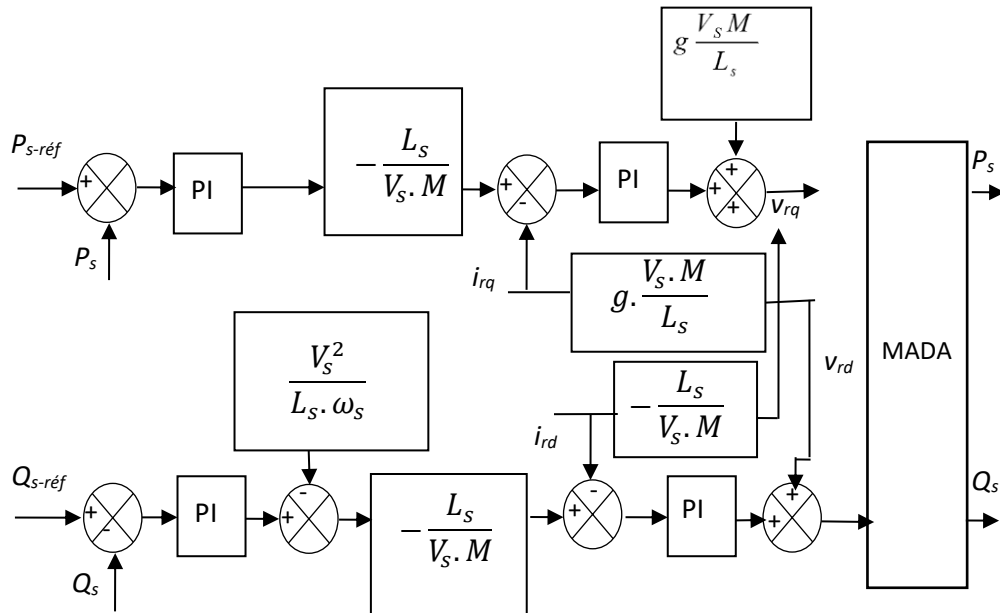 g V_S M / L_s
P_s-réf
+
PI
− L_s / V_s . M
+
-
PI
+
+
+
v_rq
P_s
P_s
i_rq
g. V_s . M / L_s
MADA
v_rd
V_s^2 / L_s . ω_s
− L_s / V_s . M
i_rd
Q_s-réf
+
-
PI
-
+
− L_s / V_s . M
-
+
PI
+
+
Q_s
Q_s